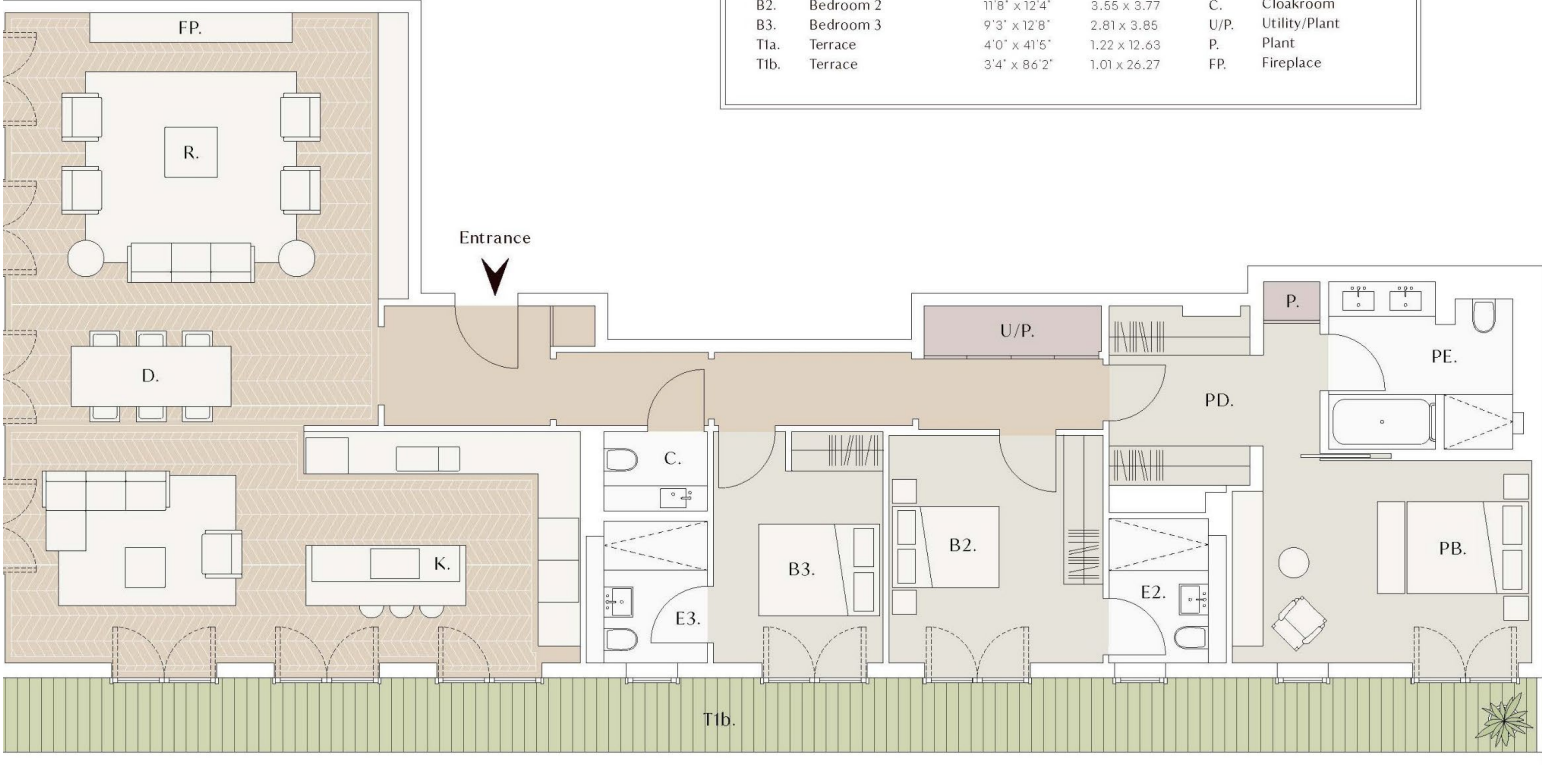 B2. Bedroom 2 11'8" x 12'4" 3.55 x 3.77 C. Cloakroom
B3. Bedroom 3 9'3" x 12'8" 2.81 x 3.85 U/P. Utility/Plant
T1a. Terrace 4'0" x 41'5" 1.22 x 12.63 P. Plant
T1b. Terrace 3'4" x 86'2" 1.01 x 26.27 FP. Fireplace
FP.
R.
Entrance
P.
U/P.
PE.
D.
PD.
C.
B2.
PB.
K.
B3.
E2.
E3.
T1b.